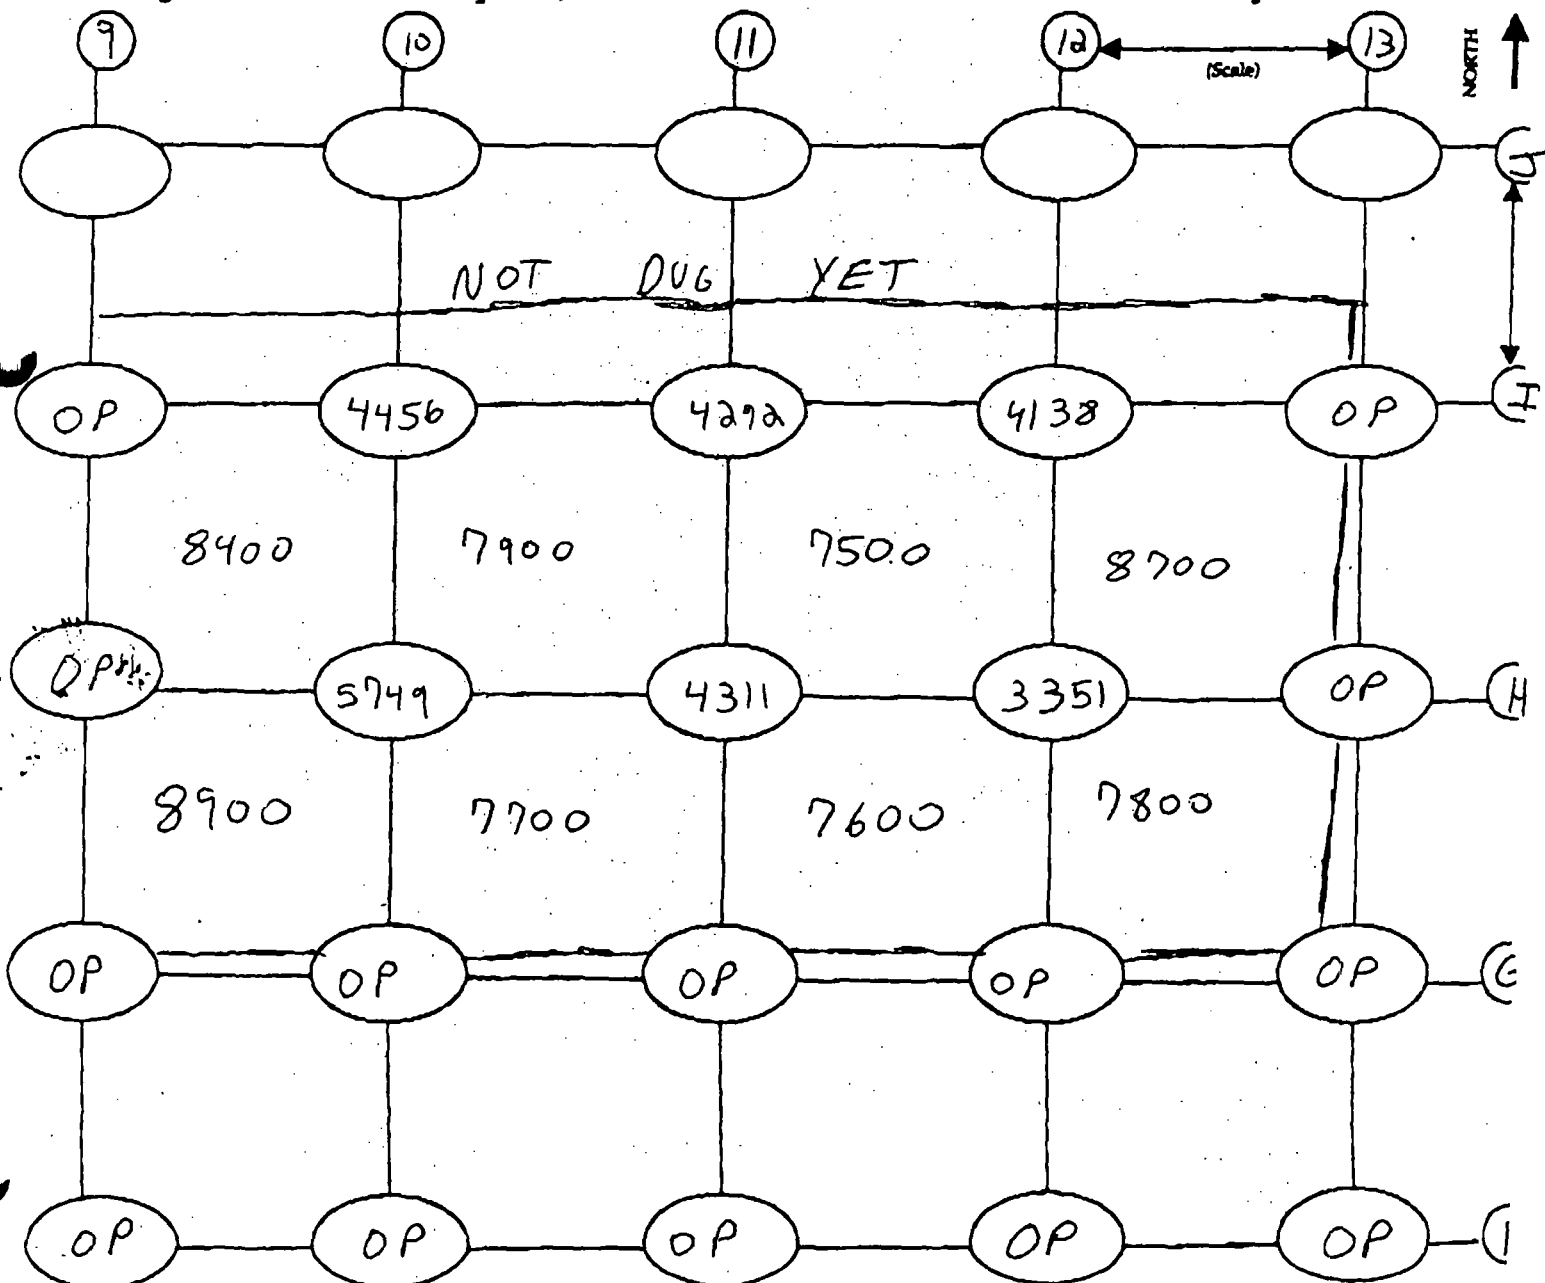 9 10 11 12 13
(Scale)
NORTH
J
NOT DUG YET
OP 4456 4292 4138 OP I
8400 7900 7500 8700
OP 5749 4311 3351 OP H
8900 7700 7600 7800
OP OP OP OP OP G
OP OP OP OP OP